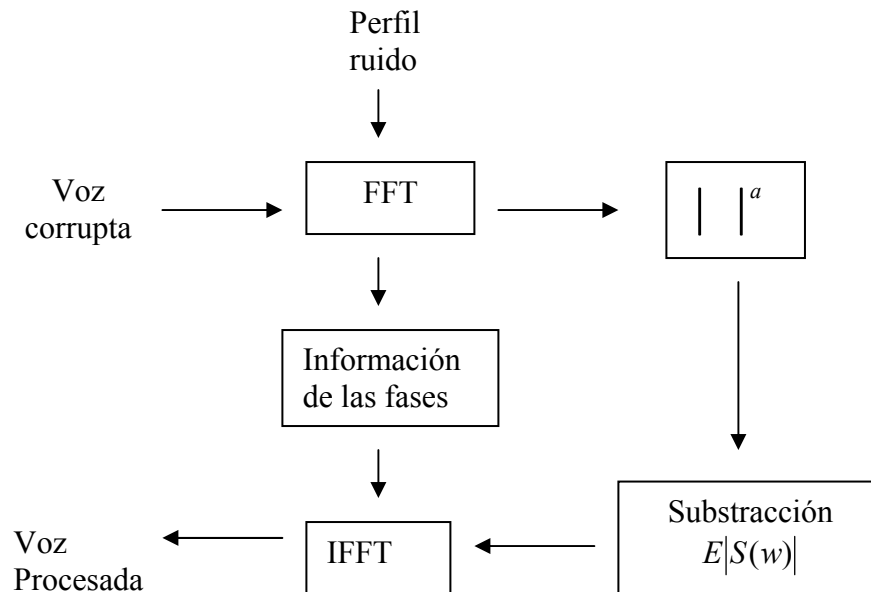 Perfil
ruido
Voz
corrupta
FFT
| |^a
Información
de las fases
Voz
Procesada
IFFT
Substracción
E|S(w)|